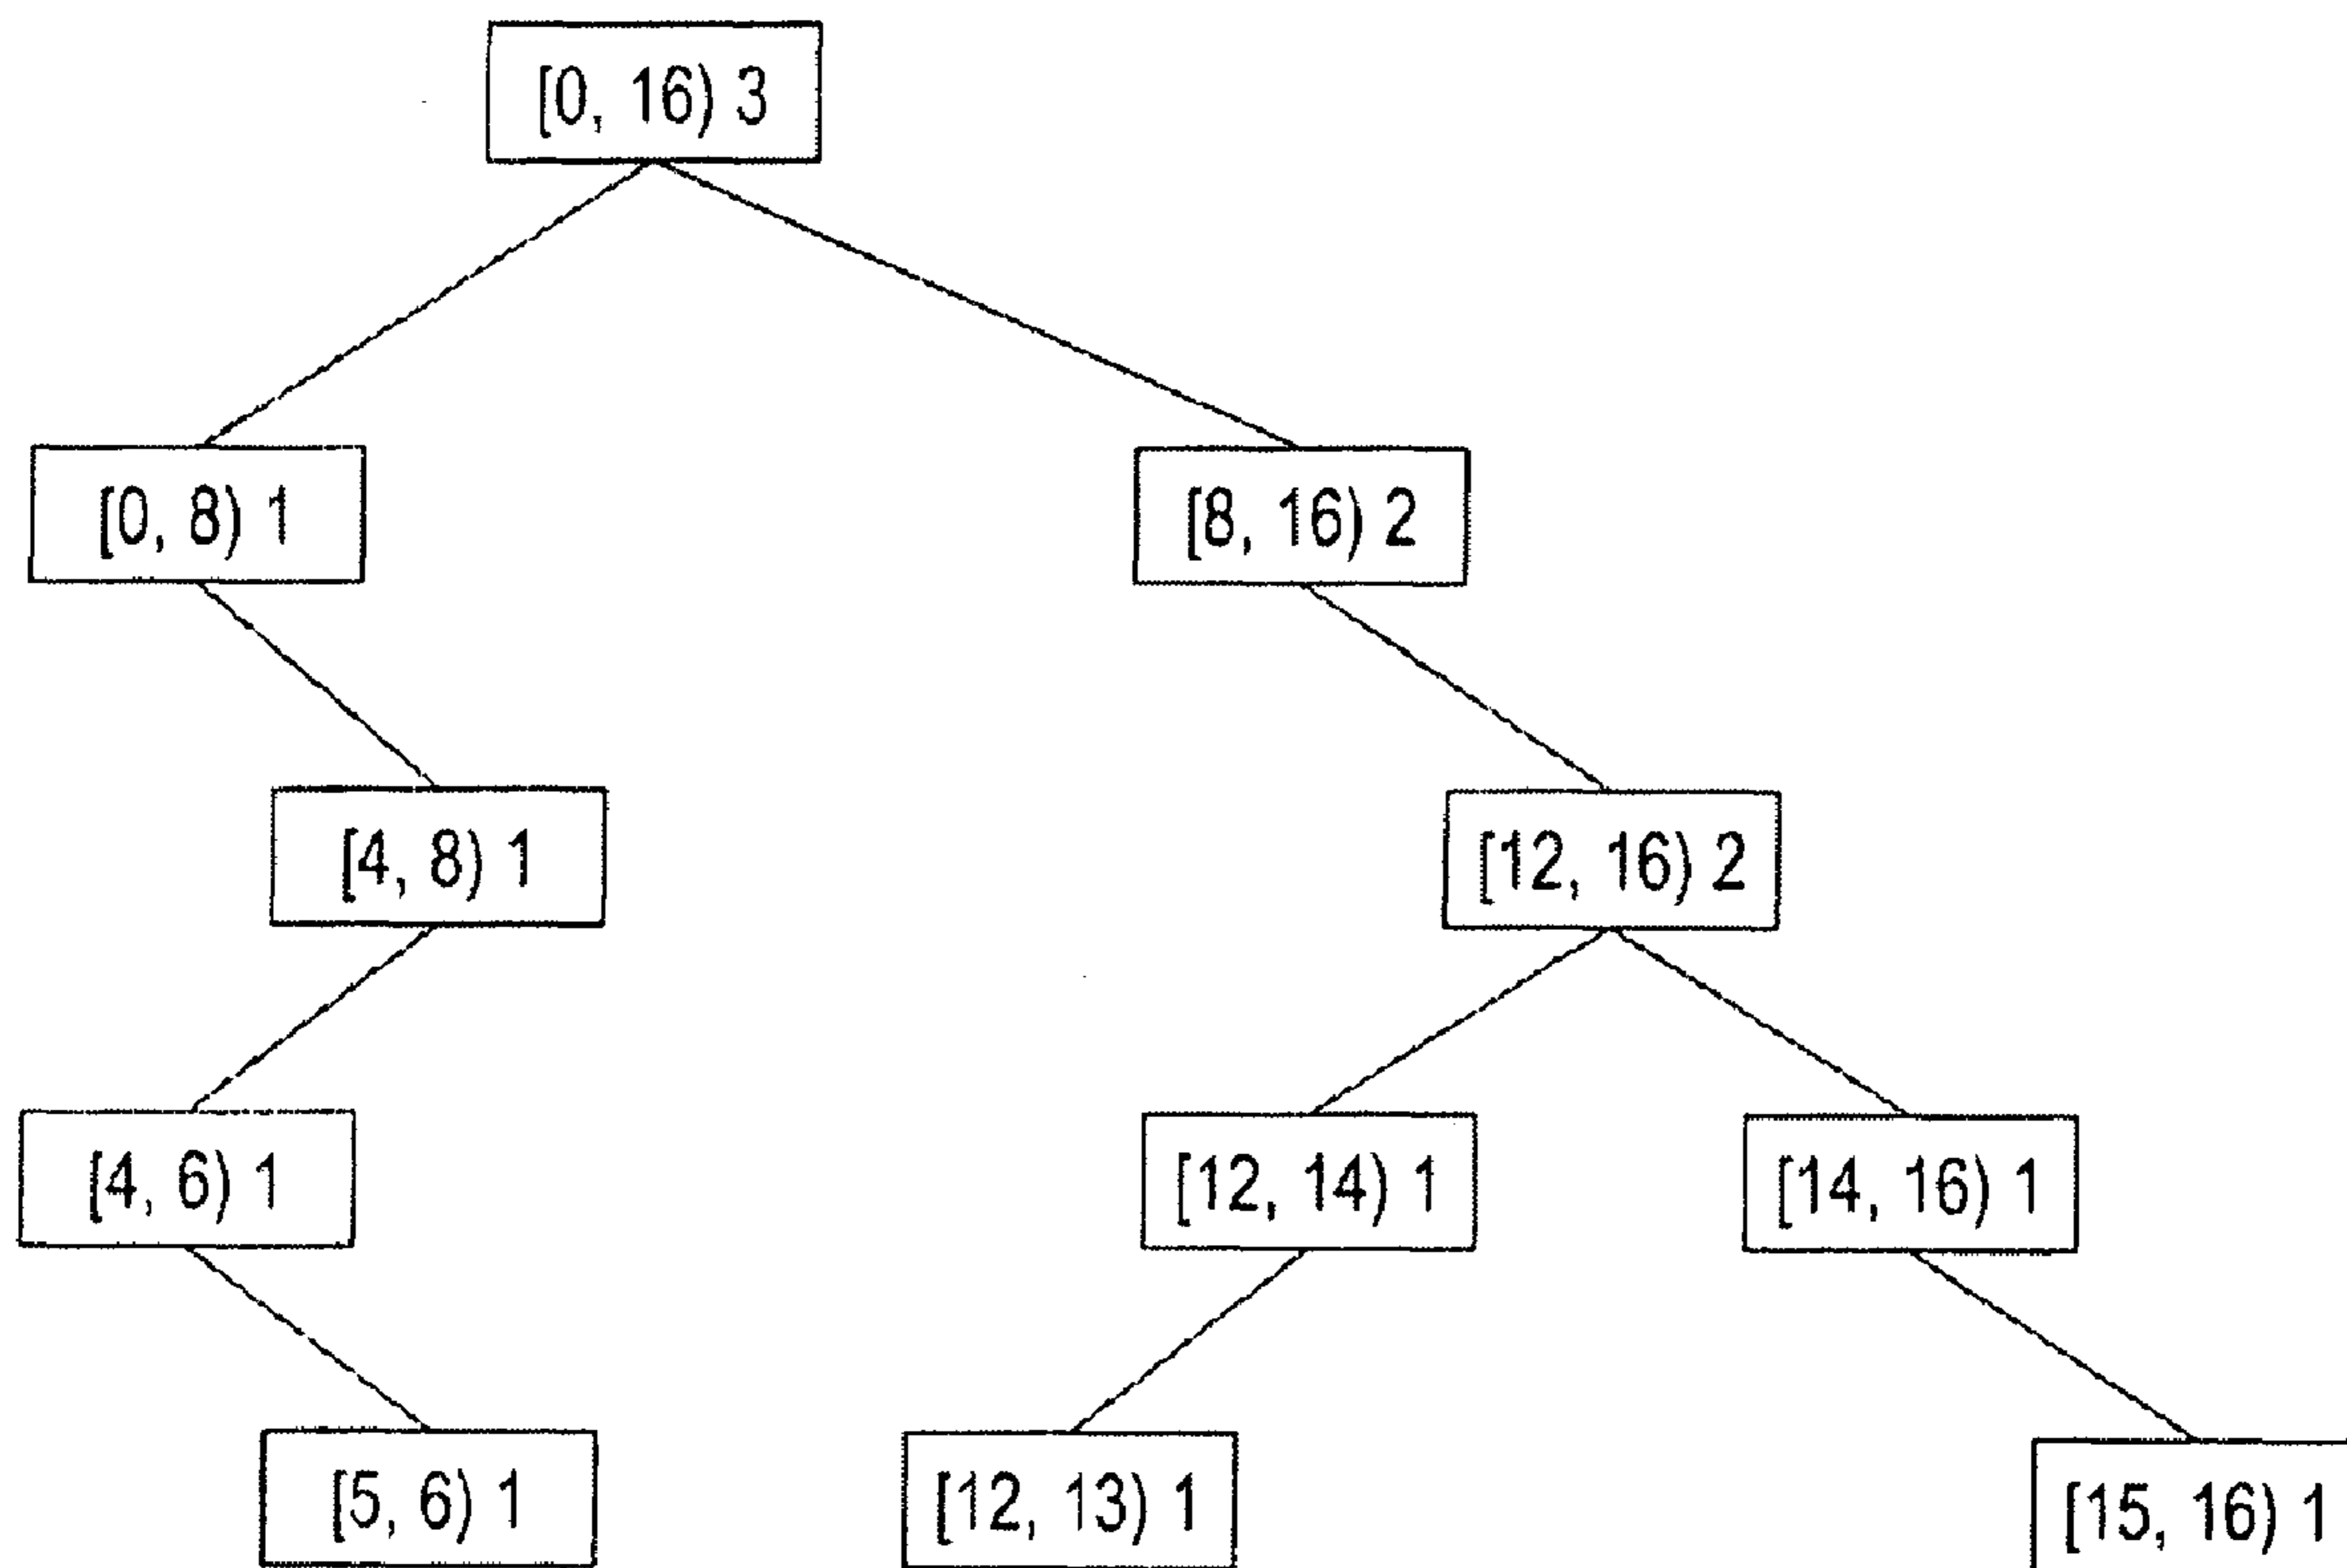 [0, 16) 3
[0, 8) 1
[8, 16) 2
[4, 8) 1
[12, 16) 2
[4, 6) 1
[12, 14) 1
[14, 16) 1
[5, 6) 1
[12, 13) 1
[15, 16) 1